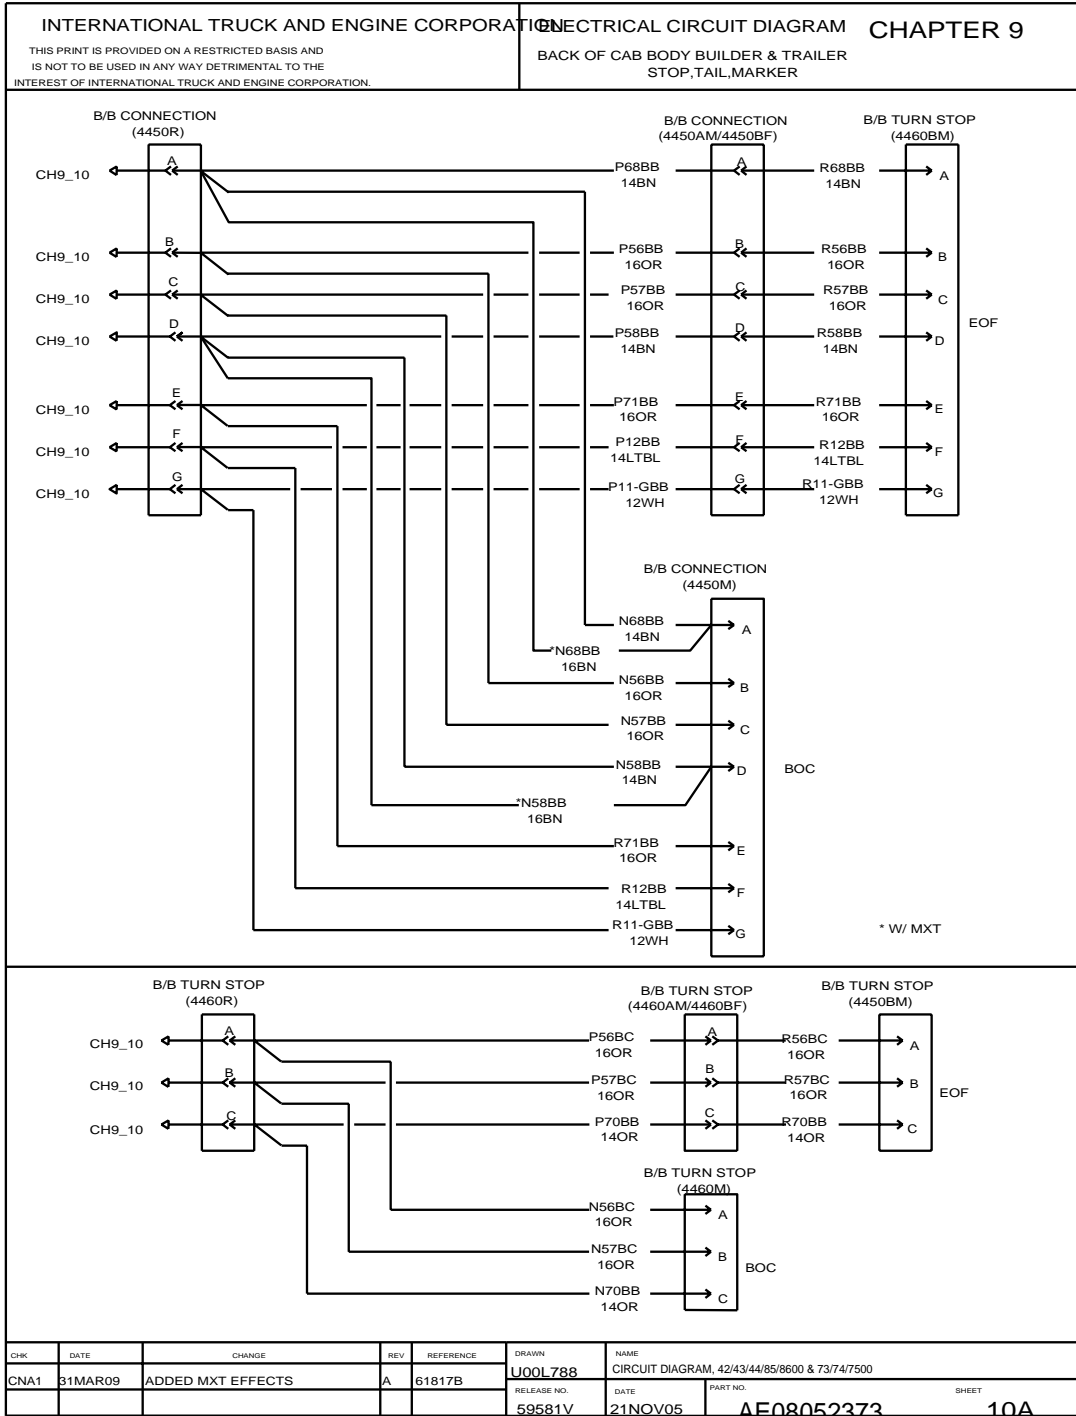 INTERNATIONAL TRUCK AND ENGINE CORPORATION
THIS PRINT IS PROVIDED ON A RESTRICTED BASIS AND
IS NOT TO BE USED IN ANY WAY DETRIMENTAL TO THE
INTEREST OF INTERNATIONAL TRUCK AND ENGINE CORPORATION.
ELECTRICAL CIRCUIT DIAGRAM
BACK OF CAB BODY BUILDER & TRAILER
STOP,TAIL,MARKER
CHAPTER 9
B/B CONNECTION
(4450R)
B/B CONNECTION
(4450AM/4450BF)
B/B TURN STOP
(4460BM)
CH9_10 A P68BB A R68BB A
14BN 14BN
CH9_10 B P56BB B R56BB B
16OR 16OR
CH9_10 C P57BB C R57BB C
16OR 16OR
EOF
CH9_10 D P58BB D R58BB D
14BN 14BN
CH9_10 E P71BB E R71BB E
16OR 16OR
CH9_10 F P12BB F R12BB F
14LTBL 14LTBL
CH9_10 G P11-GBB G R11-GBB G
12WH 12WH
B/B CONNECTION
(4450M)
N68BB A
14BN
*N68BB
16BN
N56BB B
16OR
N57BB C
16OR
N58BB D BOC
14BN
*N58BB
16BN
R71BB E
16OR
R12BB F
14LTBL
R11-GBB G
12WH
* W/ MXT
B/B TURN STOP
(4460R)
B/B TURN STOP
(4460AM/4460BF)
B/B TURN STOP
(4450BM)
CH9_10 A P56BC A R56BC A
16OR 16OR
CH9_10 B P57BC B R57BC B
16OR 16OR
EOF
CH9_10 C P70BB C R70BB C
14OR 14OR
B/B TURN STOP
(4460M)
N56BC A
16OR
N57BC B
16OR
BOC
N70BB C
14OR
CHK DATE CHANGE REV REFERENCE
CNA1 31MAR09 ADDED MXT EFFECTS A 61817B
DRAWN
U00L788
NAME
CIRCUIT DIAGRAM, 42/43/44/85/8600 & 73/74/7500
RELEASE NO.
59581V
DATE
21NOV05
PART NO.
AE08052373
SHEET
10A